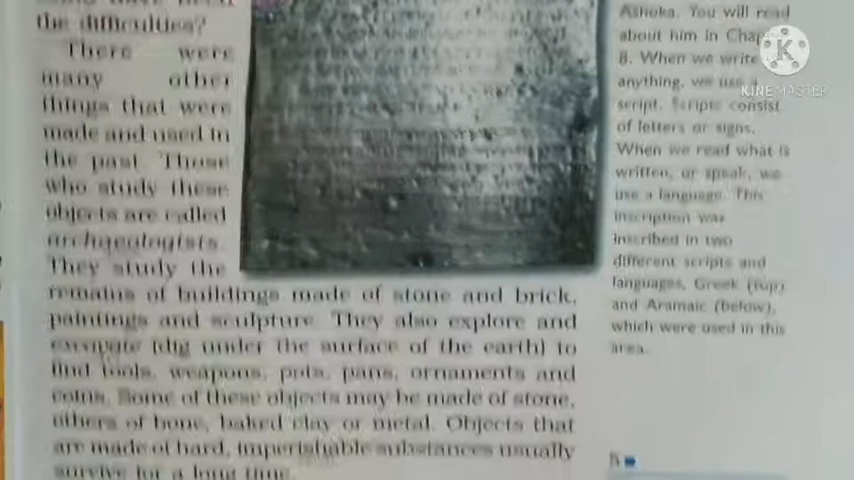 the difficulties?
There were
many other
things that were
made and used in
the past. Those
who study these
objects are called
archaeologists.
They study the
remains of buildings made of stone and brick,
paintings and sculpture. They also explore and
excavate (dig under the surface of the earth) to
find tools, weapons, pots, pans, ornaments and
coins. Some of these objects may be made of stone,
others of bone, baked clay or metal. Objects that
are made of hard, imperishable substances usually
survive for a long time.
Ashoka. You will read
about him in Chap
8. When we write
anything, we use a
script. Scripts consist
of letters or signs.
When we read what is
written, or speak, we
use a language. This
inscription was
inscribed in two
different scripts and
languages, Greek (top)
and Aramaic (below),
which were used in this
area.
5
K
KINEMASTER